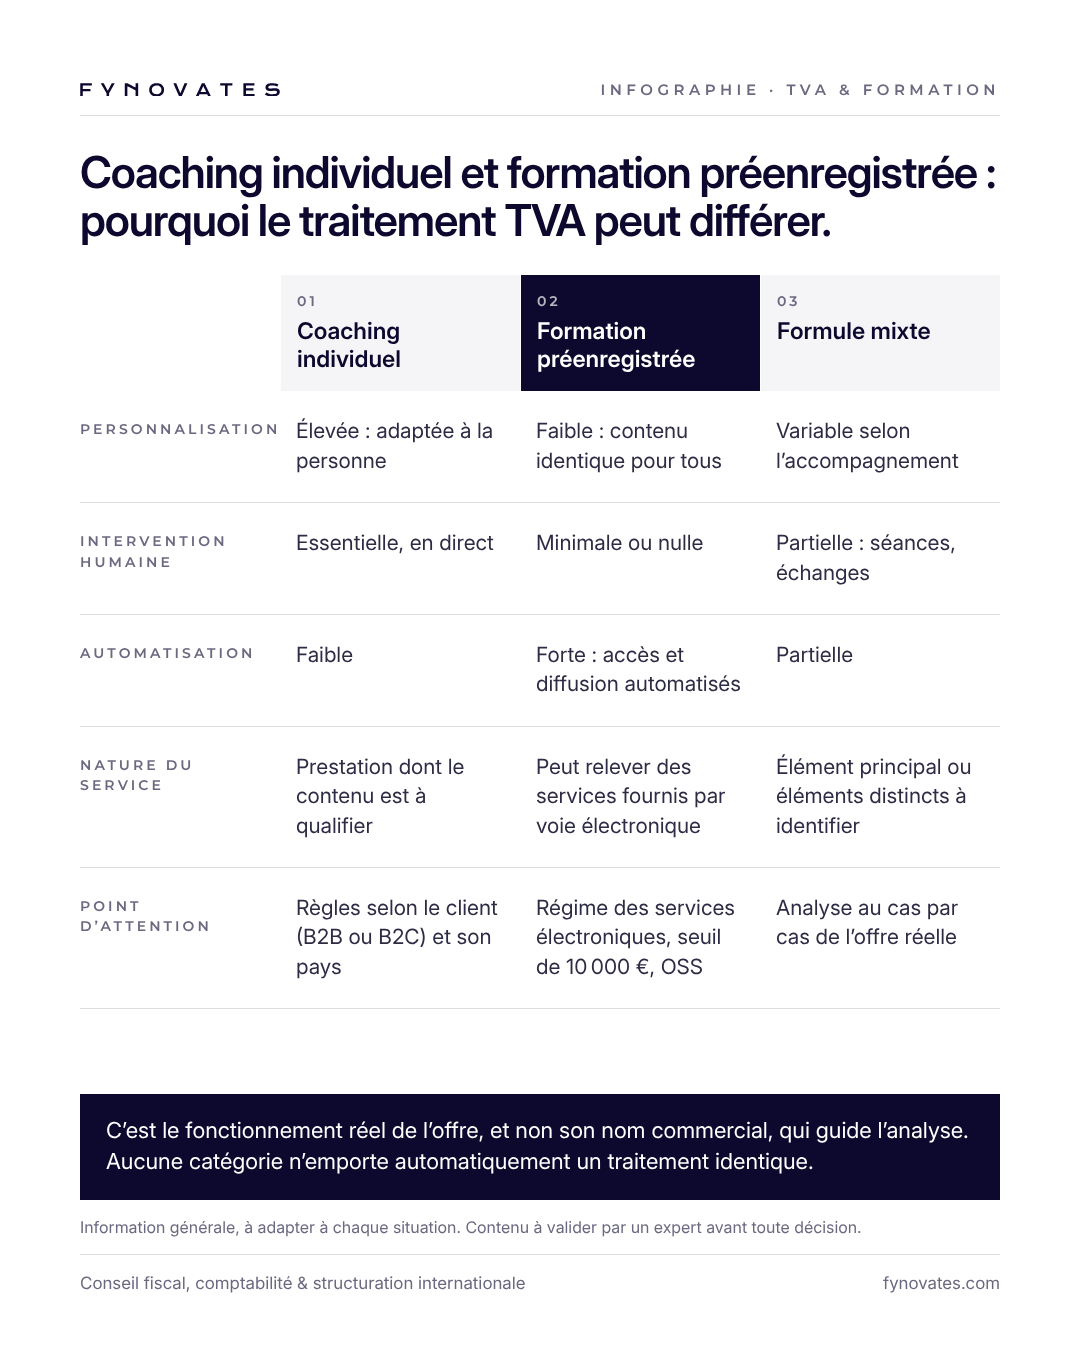 FYNOVATES
INFOGRAPHIE · TVA & FORMATION
Coaching individuel et formation préenregistrée :
pourquoi le traitement TVA peut différer.
01
Coaching
individuel
02
Formation
préenregistrée
03
Formule mixte
PERSONNALISATION
Élevée : adaptée à la
personne
Faible : contenu
identique pour tous
Variable selon
l’accompagnement
INTERVENTION
HUMAINE
Essentielle, en direct
Minimale ou nulle
Partielle : séances,
échanges
AUTOMATISATION
Faible
Forte : accès et
diffusion automatisés
Partielle
NATURE DU
SERVICE
Prestation dont le
contenu est à
qualifier
Peut relever des
services fournis par
voie électronique
Élément principal ou
éléments distincts à
identifier
POINT
D’ATTENTION
Règles selon le client
(B2B ou B2C) et son
pays
Régime des services
électroniques, seuil
de 10 000 €, OSS
Analyse au cas par
cas de l’offre réelle
C’est le fonctionnement réel de l’offre, et non son nom commercial, qui guide l’analyse.
Aucune catégorie n’emporte automatiquement un traitement identique.
Information générale, à adapter à chaque situation. Contenu à valider par un expert avant toute décision.
Conseil fiscal, comptabilité & structuration internationale
fynovates.com